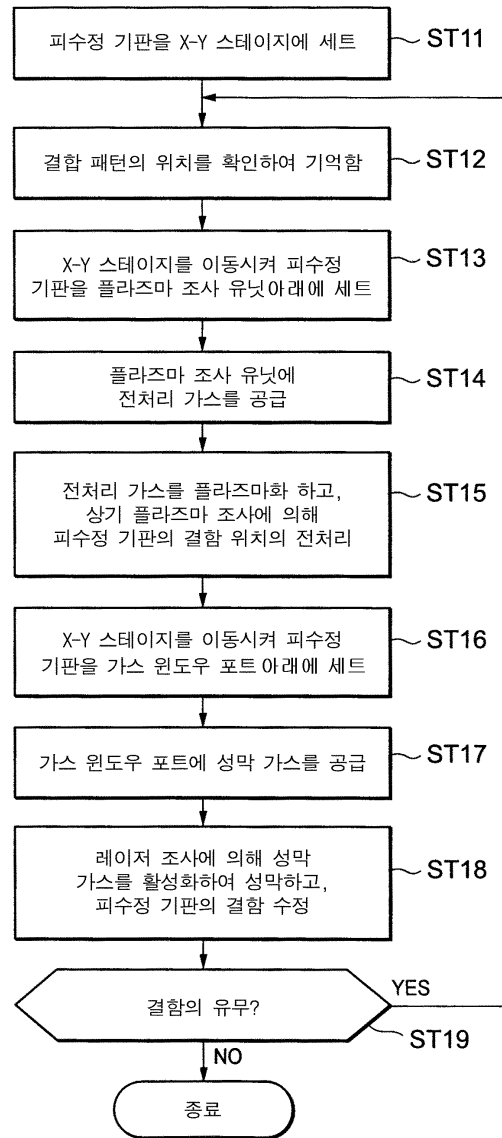 피수정 기판을 X-Y 스테이지에 세트
ST11
결합 패턴의 위치를 확인하여 기억함
ST12
X-Y 스테이지를 이동시켜 피수정
기판을 플라즈마 조사 유닛아래에 세트
ST13
플라즈마 조사 유닛에
전처리 가스를 공급
ST14
전처리 가스를 플라즈마화 하고,
상기 플라즈마 조사에 의해
피수정 기판의 결함 위치의 전처리
ST15
X-Y 스테이지를 이동시켜 피수정
기판을 가스 윈도우 포트아래에 세트
ST16
가스 윈도우 포트에 성막 가스를 공급
ST17
레이저 조사에 의해 성막
가스를 활성화하여 성막하고,
피수정 기판의 결함 수정
ST18
결함의 유무?
YES
ST19
NO
종료